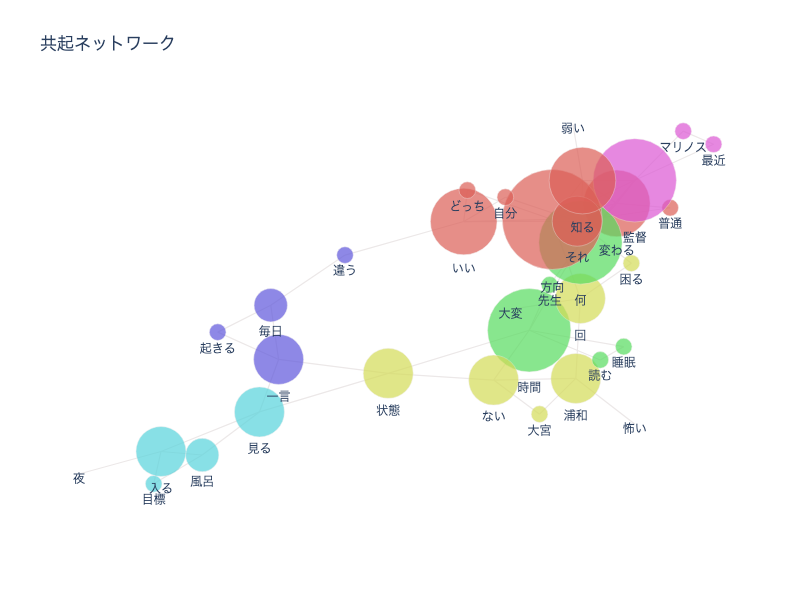 共起ネットワーク
弱い
マリノス
最近
どっち
自分
普通
知る
監督
変わる
それ
いい
違う
困る
方向
先生
何
大変
毎日
回
起きる
睡眠
読む
時間
一言
状態
ない
浦和
大宮
怖い
見る
夜
風呂
入る
目標